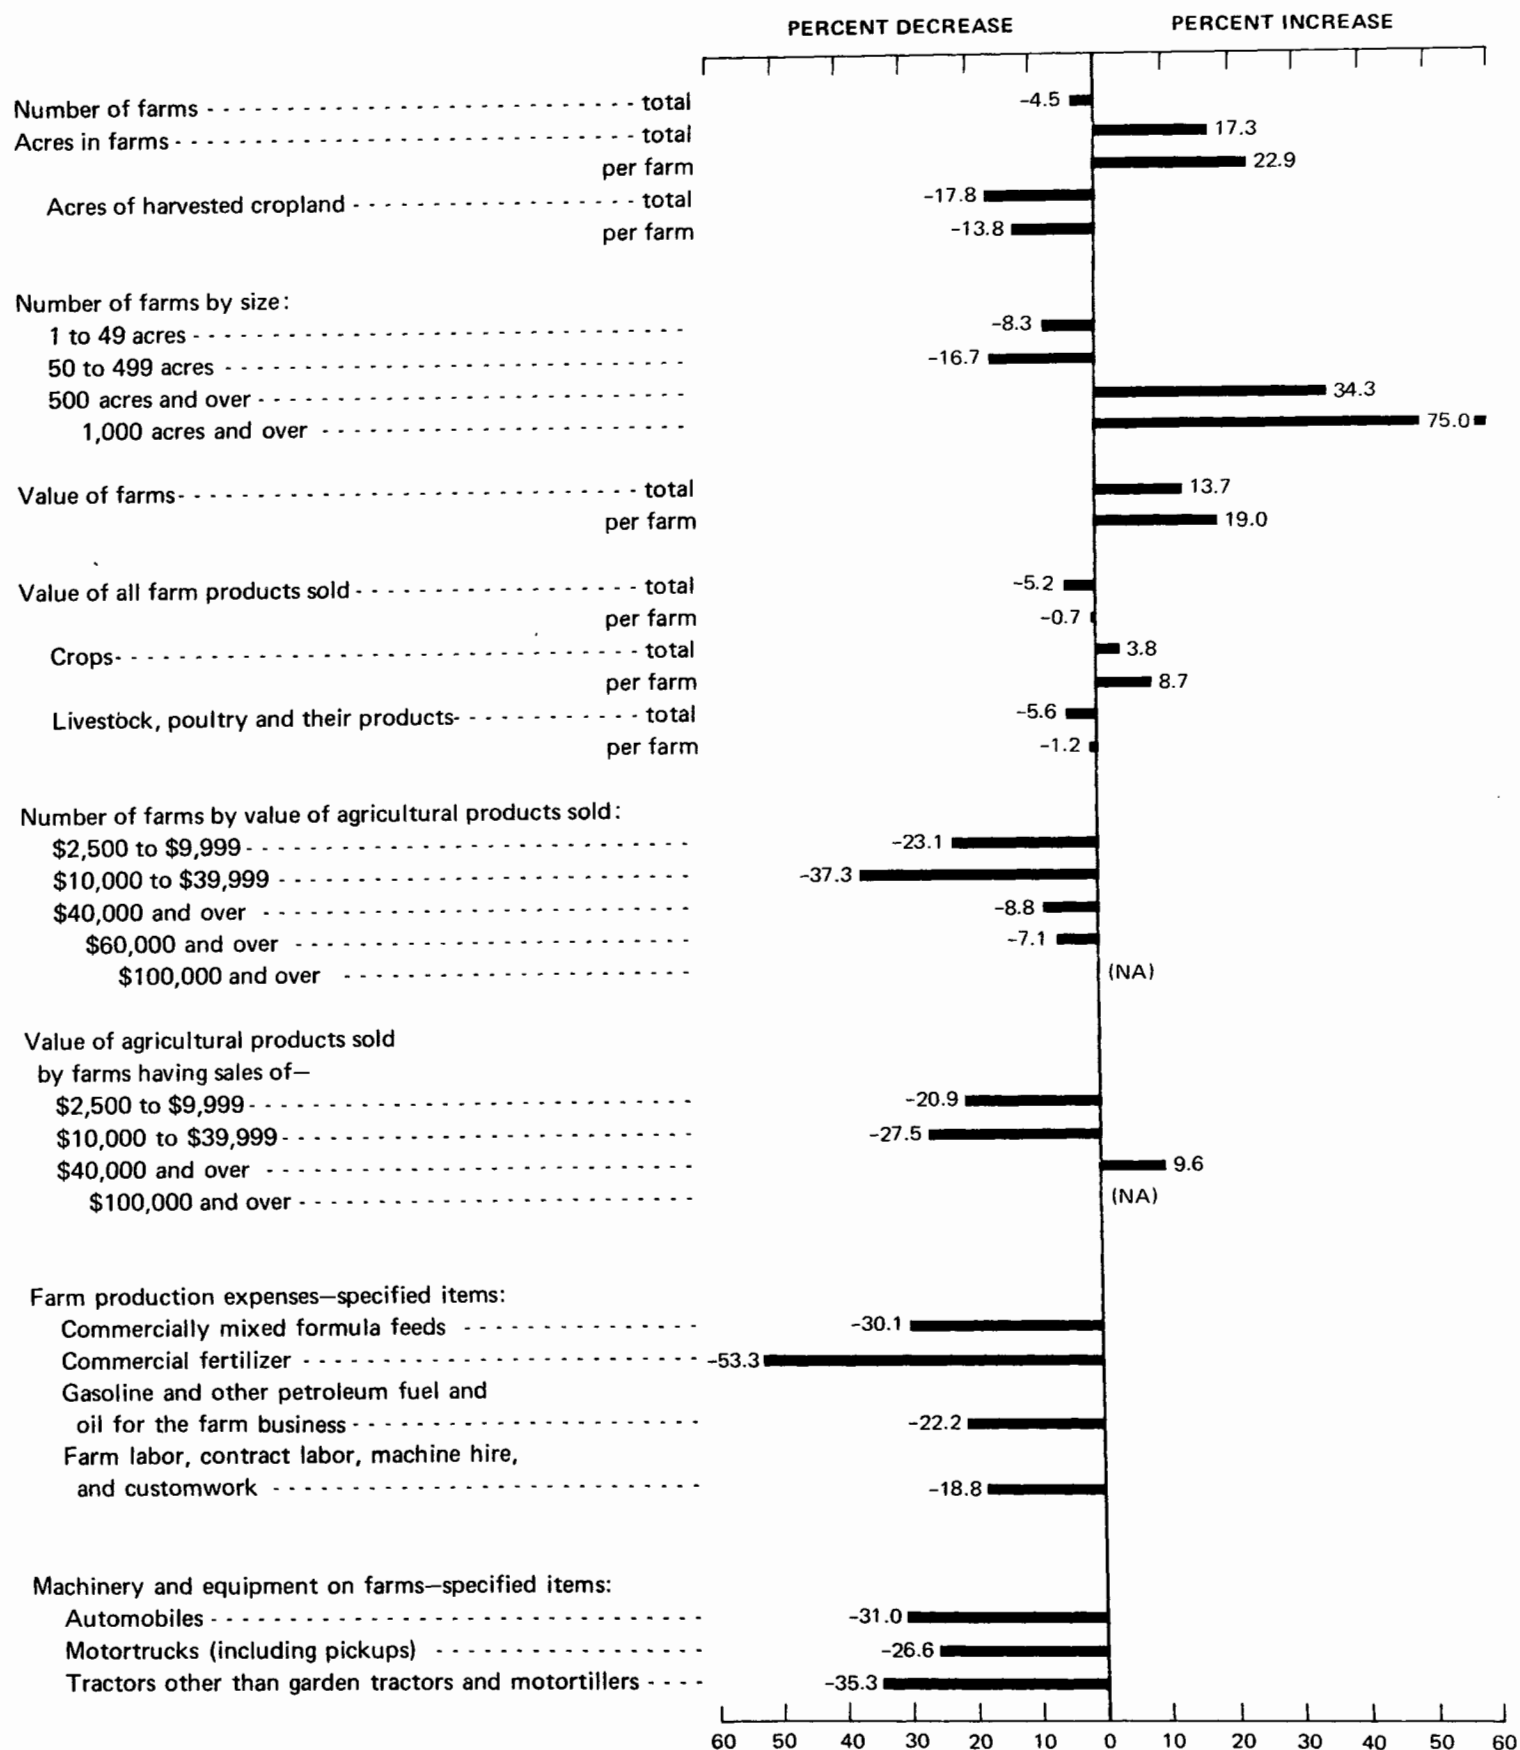 PERCENT DECREASE PERCENT INCREASE
Number of farms - - - - - - - - - - - - - - - - - - - - - - - - - - - total -4.5
Acres in farms - - - - - - - - - - - - - - - - - - - - - - - - - - - - - total 17.3
per farm 22.9
Acres of harvested cropland - - - - - - - - - - - - - - - - - - total -17.8
per farm -13.8
Number of farms by size:
1 to 49 acres - - - - - - - - - - - - - - - - - - - - - - - - - - - - - - - -8.3
50 to 499 acres - - - - - - - - - - - - - - - - - - - - - - - - - - - - - -16.7
500 acres and over - - - - - - - - - - - - - - - - - - - - - - - - - - - 34.3
1,000 acres and over - - - - - - - - - - - - - - - - - - - - - - - 75.0
Value of farms - - - - - - - - - - - - - - - - - - - - - - - - - - - - - total 13.7
per farm 19.0
Value of all farm products sold - - - - - - - - - - - - - - - - - - total -5.2
per farm -0.7
Crops - - - - - - - - - - - - - - - - - - - - - - - - - - - - - - - - - total 3.8
per farm 8.7
Livestock, poultry and their products - - - - - - - - - - - - total -5.6
per farm -1.2
Number of farms by value of agricultural products sold:
$2,500 to $9,999 - - - - - - - - - - - - - - - - - - - - - - - - - - - - -23.1
$10,000 to $39,999 - - - - - - - - - - - - - - - - - - - - - - - - - - -37.3
$40,000 and over - - - - - - - - - - - - - - - - - - - - - - - - - - - -8.8
$60,000 and over - - - - - - - - - - - - - - - - - - - - - - - - - -7.1
$100,000 and over - - - - - - - - - - - - - - - - - - - - - - (NA)
Value of agricultural products sold
by farms having sales of—
$2,500 to $9,999 - - - - - - - - - - - - - - - - - - - - - - - - - - - - -20.9
$10,000 to $39,999 - - - - - - - - - - - - - - - - - - - - - - - - - - -27.5
$40,000 and over - - - - - - - - - - - - - - - - - - - - - - - - - - - 9.6
$100,000 and over - - - - - - - - - - - - - - - - - - - - - - - - - (NA)
Farm production expenses—specified items:
Commercially mixed formula feeds - - - - - - - - - - - - - - - -30.1
Commercial fertilizer - - - - - - - - - - - - - - - - - - - - - - - - - -53.3
Gasoline and other petroleum fuel and
oil for the farm business - - - - - - - - - - - - - - - - - - - - - - -22.2
Farm labor, contract labor, machine hire,
and customwork - - - - - - - - - - - - - - - - - - - - - - - - - - - -18.8
Machinery and equipment on farms—specified items:
Automobiles - - - - - - - - - - - - - - - - - - - - - - - - - - - - - - - -31.0
Motortrucks (including pickups) - - - - - - - - - - - - - - - - - -26.6
Tractors other than garden tractors and motortillers - - - - -35.3
60 50 40 30 20 10 0 10 20 30 40 50 60